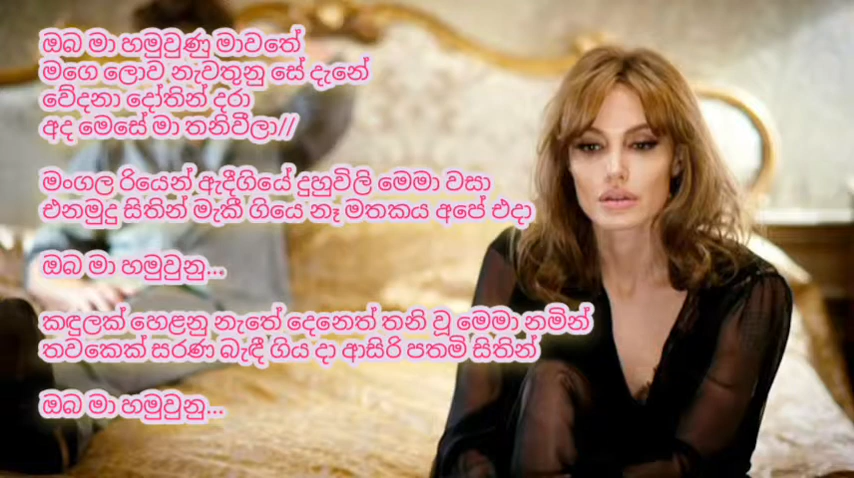 ඔබ මා හමුවුණු මාවතේ
මගෙ ලොව නැවතුනු සේ දැනේ
වේදනා දෝතින් දරා
අද මෙසේ මා තනිවීලා//
මංගල රියෙන් ඇදීගියේ දුහුවිලි මෙමා වසා
එනමුදු සිතින් මැකී ගියෙ නෑ මතකය අපේ එදා
ඔබ මා හමුවුනු...
කඳුලක් හෙළනු නැතේ දෙනෙත් තනි වූ මෙමා නමින්
තවකෙක් සරණ බැඳී ගිය දා ආසිරි පතමි සිතින්
ඔබ මා හමුවුනු...